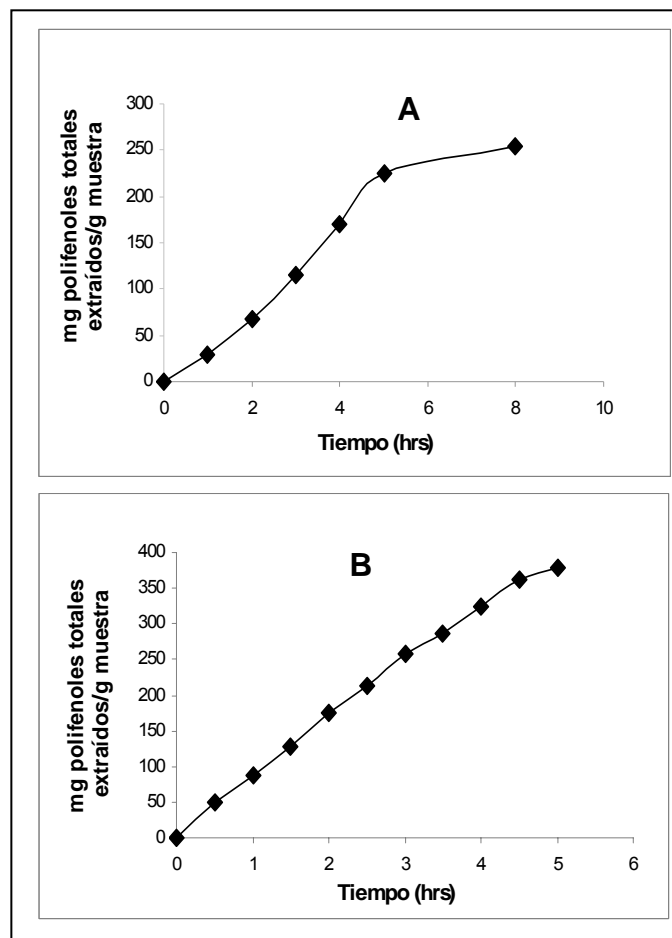 A
mg polifenoles totales
extraídos/g muestra
300
250
200
150
100
50
0
0 2 4 6 8 10
Tiempo (hrs)
B
mg polifenoles totales
extraídos/g muestra
400
350
300
250
200
150
100
50
0
0 1 2 3 4 5 6
Tiempo (hrs)